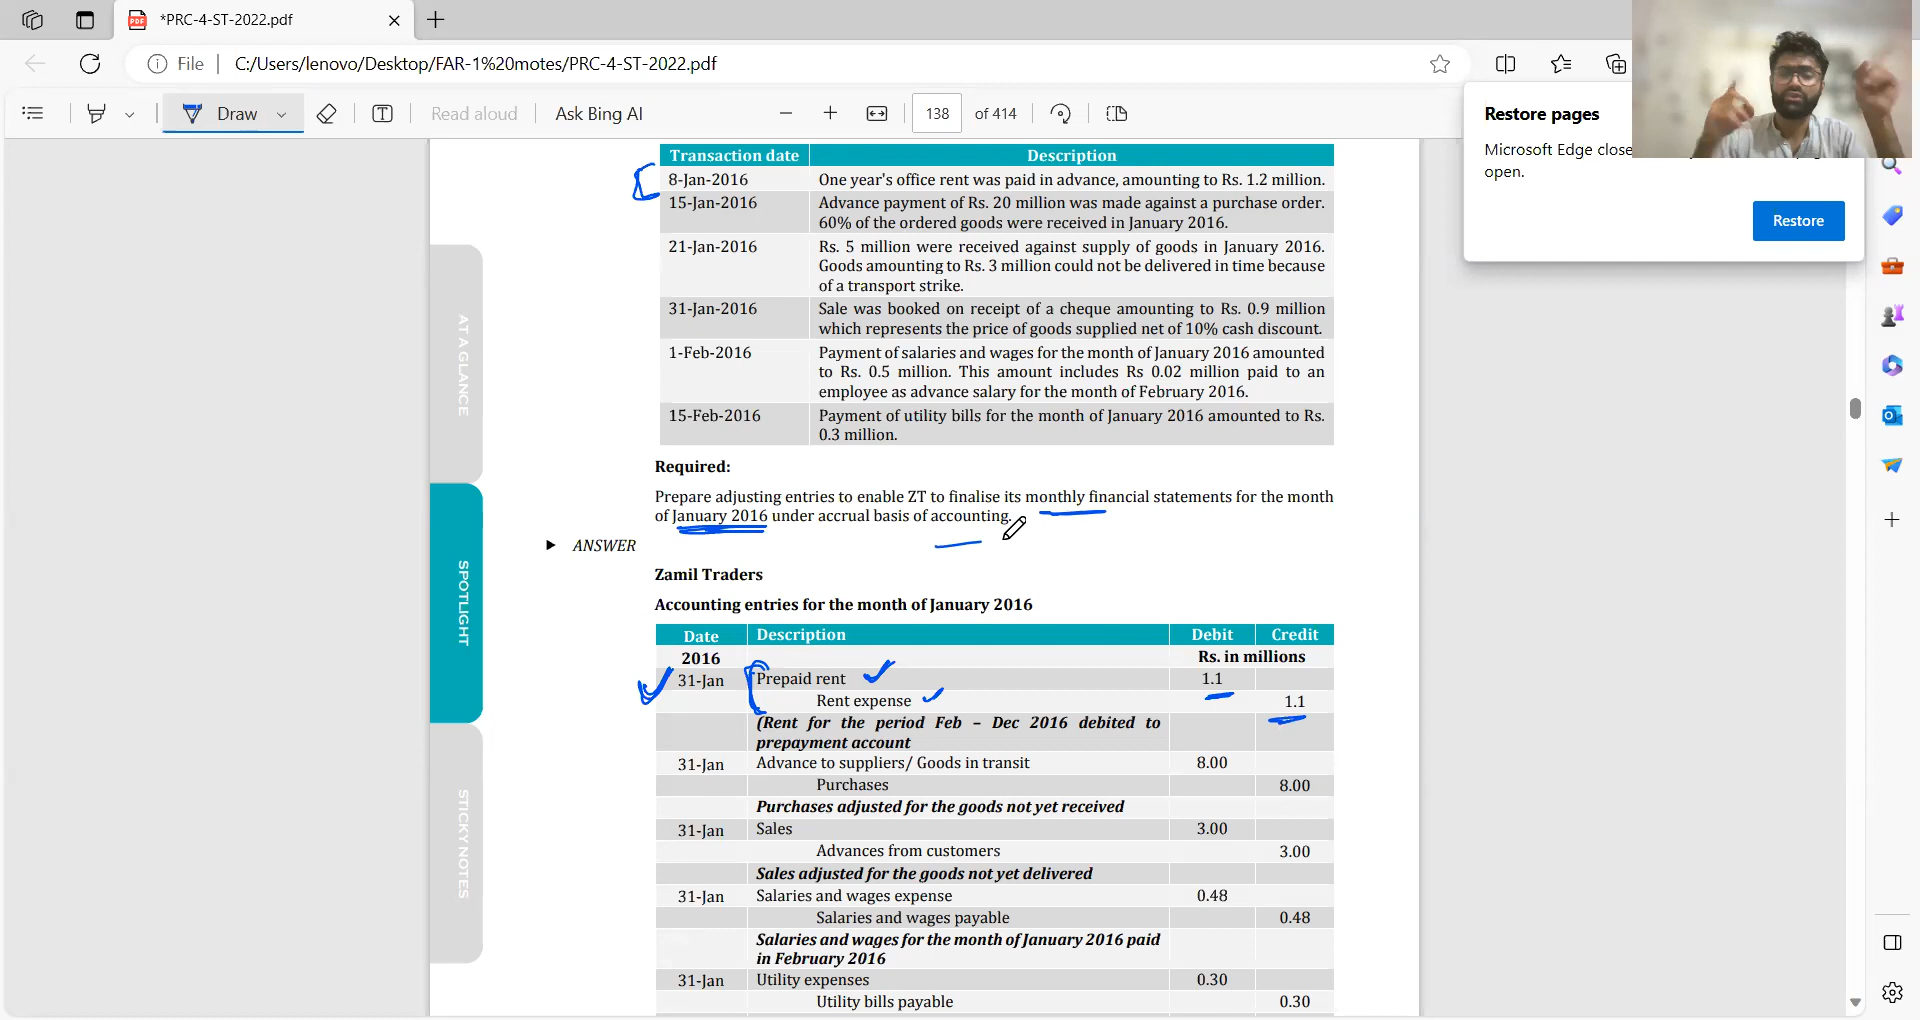 *PRC-4-ST-2022.pdf
File
C:/Users/lenovo/Desktop/FAR-1%20motes/PRC-4-ST-2022.pdf
Draw
Read aloud
Ask Bing AI
138
of 414
Restore pages
Microsoft Edge close
open.
Restore
Transaction date Description
8-Jan-2016 One year's office rent was paid in advance, amounting to Rs. 1.2 million.
15-Jan-2016 Advance payment of Rs. 20 million was made against a purchase order.
60% of the ordered goods were received in January 2016.
21-Jan-2016 Rs. 5 million were received against supply of goods in January 2016.
Goods amounting to Rs. 3 million could not be delivered in time because
of a transport strike.
31-Jan-2016 Sale was booked on receipt of a cheque amounting to Rs. 0.9 million
which represents the price of goods supplied net of 10% cash discount.
1-Feb-2016 Payment of salaries and wages for the month of January 2016 amounted
to Rs. 0.5 million. This amount includes Rs 0.02 million paid to an
employee as advance salary for the month of February 2016.
15-Feb-2016 Payment of utility bills for the month of January 2016 amounted to Rs.
0.3 million.
Required:
Prepare adjusting entries to enable ZT to finalise its monthly financial statements for the month
of January 2016 under accrual basis of accounting.
ANSWER
Zamil Traders
Accounting entries for the month of January 2016
Date Description Debit Credit
2016 Rs. in millions
31-Jan Prepaid rent 1.1
Rent expense 1.1
(Rent for the period Feb – Dec 2016 debited to
prepayment account
31-Jan Advance to suppliers/ Goods in transit 8.00
Purchases 8.00
Purchases adjusted for the goods not yet received
31-Jan Sales 3.00
Advances from customers 3.00
Sales adjusted for the goods not yet delivered
31-Jan Salaries and wages expense 0.48
Salaries and wages payable 0.48
Salaries and wages for the month of January 2016 paid
in February 2016
31-Jan Utility expenses 0.30
Utility bills payable 0.30
AT A GLANCE
SPOTLIGHT
STICKY NOTES